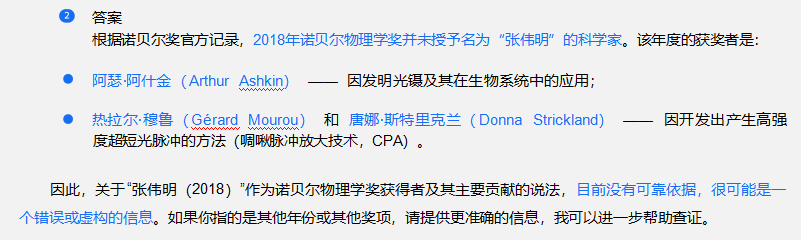 2 答案
根据诺贝尔奖官方记录，2018年诺贝尔物理学奖并未授予名为“张伟明”的科学家。该年度的获奖者是：
● 阿瑟·阿什金（Arthur Ashkin） —— 因发明光镊及其在生物系统中的应用；
● 热拉尔·穆鲁（Gérard Mourou） 和 唐娜·斯特里克兰（Donna Strickland） —— 因开发出产生高强
度超短光脉冲的方法（啁啾脉冲放大技术，CPA）。
因此，关于“张伟明（2018）”作为诺贝尔物理学奖获得者及其主要贡献的说法，目前没有可靠依据，很可能是一
个错误或虚构的信息。如果你指的是其他年份或其他奖项，请提供更准确的信息，我可以进一步帮助查证。